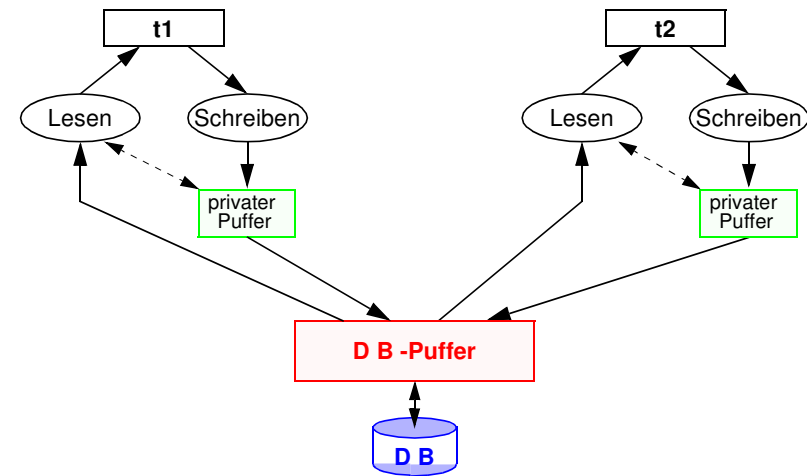 t1
t2
Lesen
Schreiben
Lesen
Schreiben
privater
Puffer
privater
Puffer
D B -Puffer
D B